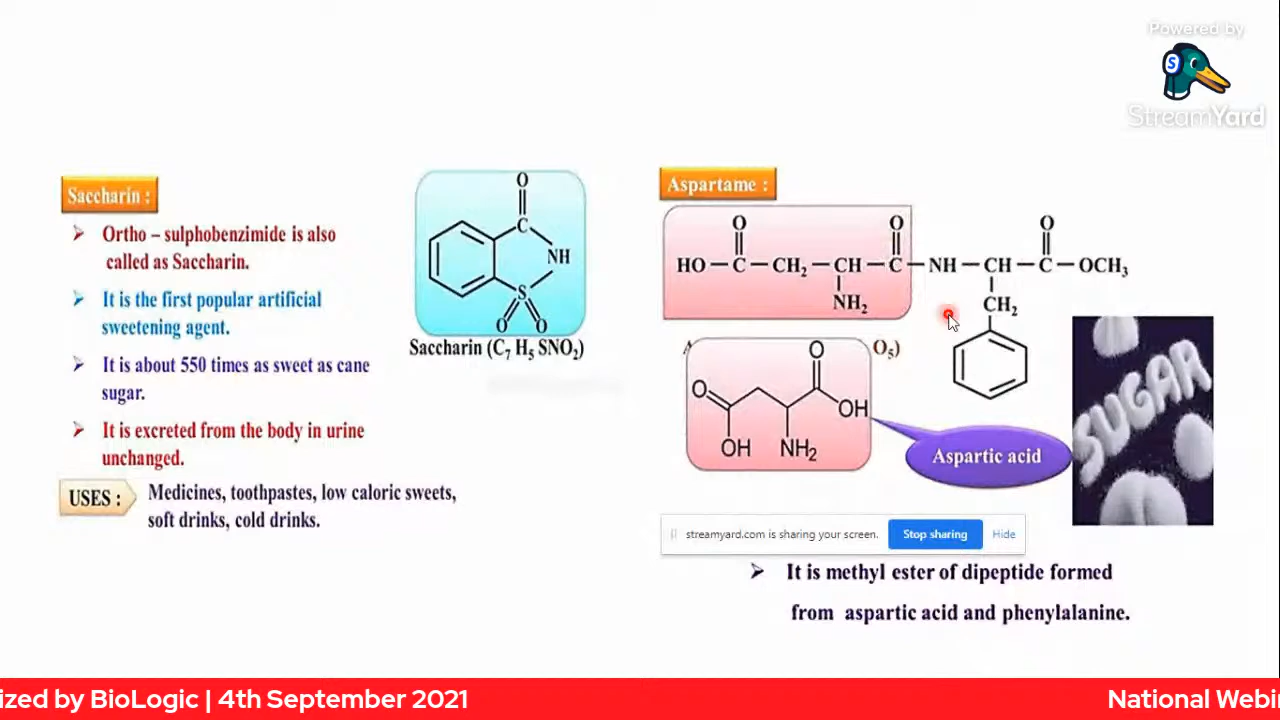 Powered by
StreamYard
Saccharin :
Ortho – sulphobenzimide is also
called as Saccharin.
It is the first popular artificial
sweetening agent.
It is about 550 times as sweet as cane
sugar.
It is excreted from the body in urine
unchanged.
USES :
Medicines, toothpastes, low caloric sweets,
soft drinks, cold drinks.
O
C
NH
S
O O
Saccharin (C₇ H₅ SNO₂)
Aspartame :
O O O
HO – C – CH₂ – CH – C – NH – CH – C – OCH₃
NH₂ CH₂
O₅)
O
O
OH
OH NH₂
Aspartic acid
SUGAR
streamyard.com is sharing your screen. Stop sharing Hide
It is methyl ester of dipeptide formed
from aspartic acid and phenylalanine.
by BioLogic | 4th September 2021
National